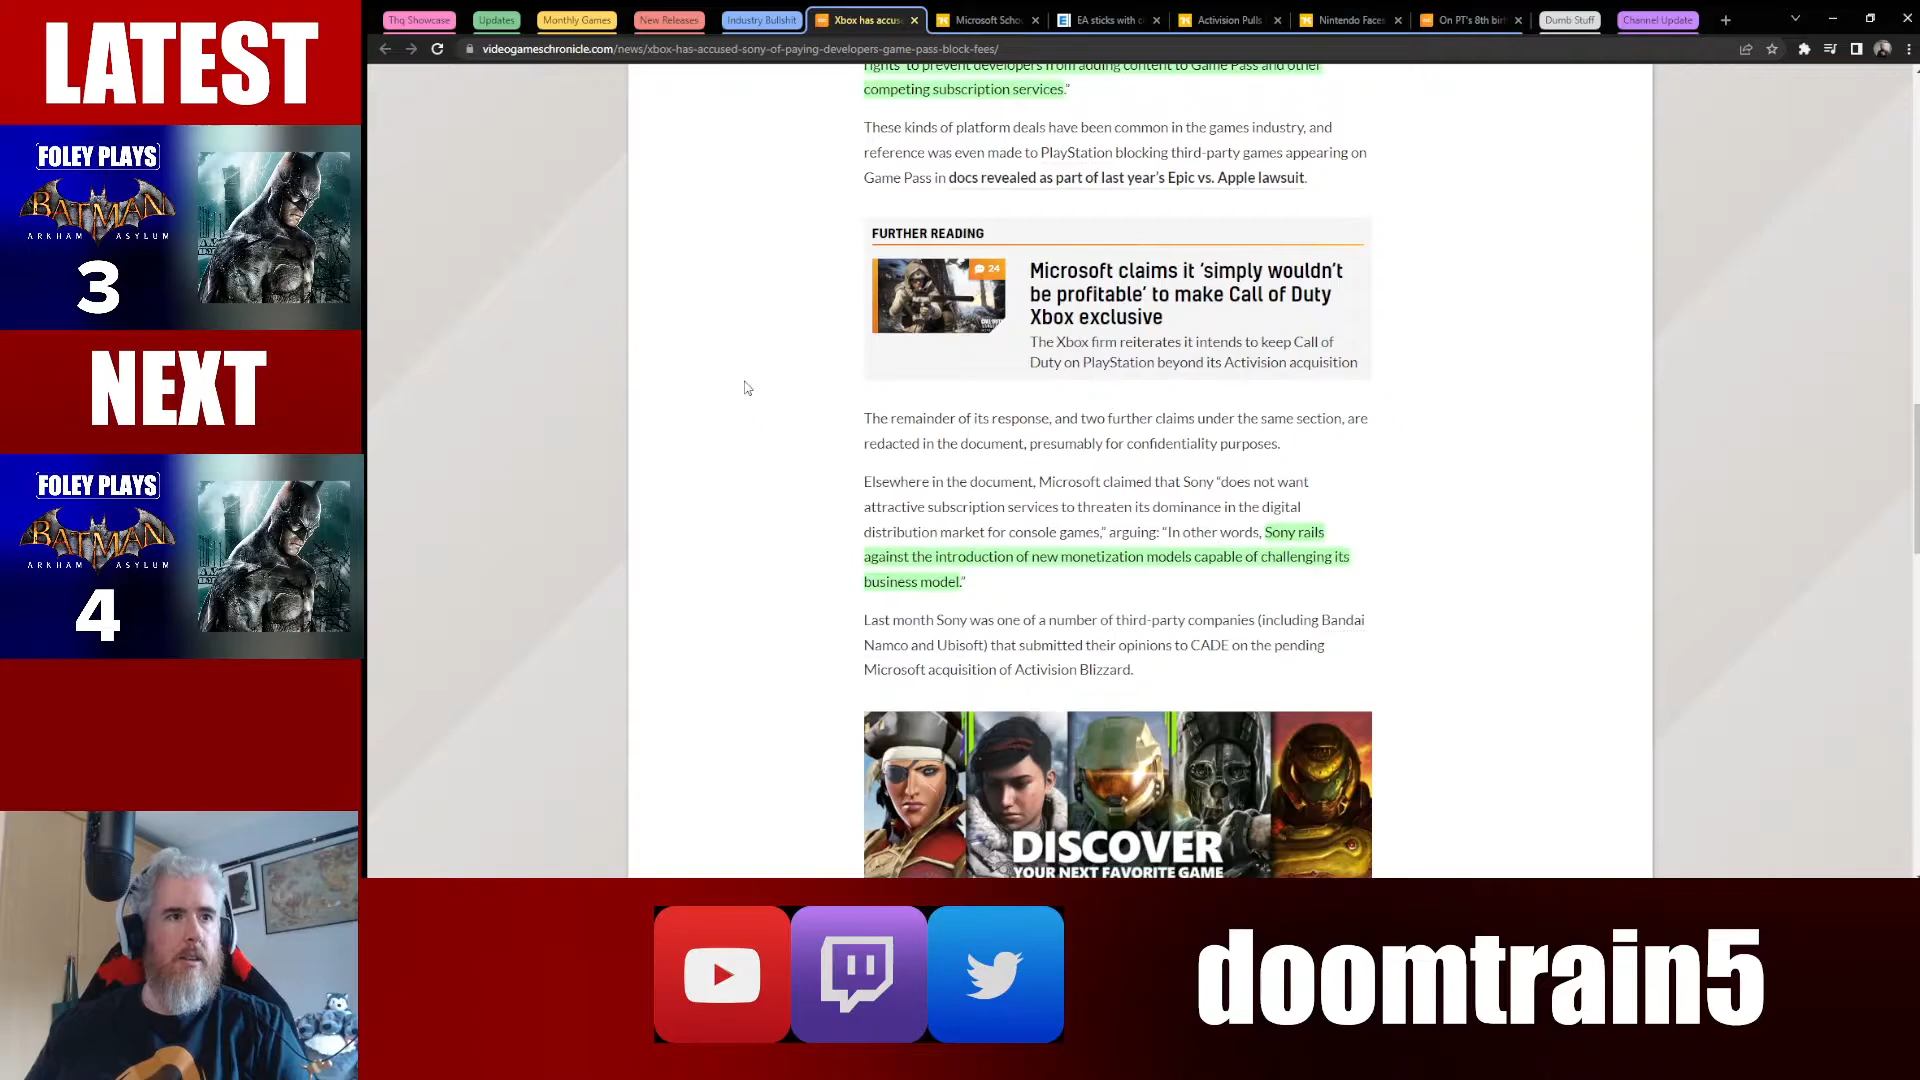 LATEST
FOLEY PLAYS
BATMAN
ARKHAM ASYLUM
3
NEXT
FOLEY PLAYS
BATMAN
ARKHAM ASYLUM
4
Thq Showcase
Updates
Monthly Games
New Releases
Industry Bullshit
Xbox has accus
Microsoft Scho
EA sticks with c
Activision Pulls
Nintendo Faces
On PT's 8th birt
Dumb Stuff
Channel Update
videogameschronicle.com/news/xbox-has-accused-sony-of-paying-developers-game-pass-block-fees/
rights' to prevent developers from adding content to Game Pass and other
competing subscription services.”
These kinds of platform deals have been common in the games industry, and
reference was even made to PlayStation blocking third-party games appearing on
Game Pass in docs revealed as part of last year’s Epic vs. Apple lawsuit.
FURTHER READING
24
Microsoft claims it ‘simply wouldn’t
be profitable’ to make Call of Duty
Xbox exclusive
The Xbox firm reiterates it intends to keep Call of
Duty on PlayStation beyond its Activision acquisition
The remainder of its response, and two further claims under the same section, are
redacted in the document, presumably for confidentiality purposes.
Elsewhere in the document, Microsoft claimed that Sony “does not want
attractive subscription services to threaten its dominance in the digital
distribution market for console games,” arguing: “In other words, Sony rails
against the introduction of new monetization models capable of challenging its
business model.”
Last month Sony was one of a number of third-party companies (including Bandai
Namco and Ubisoft) that submitted their opinions to CADE on the pending
Microsoft acquisition of Activision Blizzard.
DISCOVER
YOUR NEXT FAVORITE GAME
doomtrain5